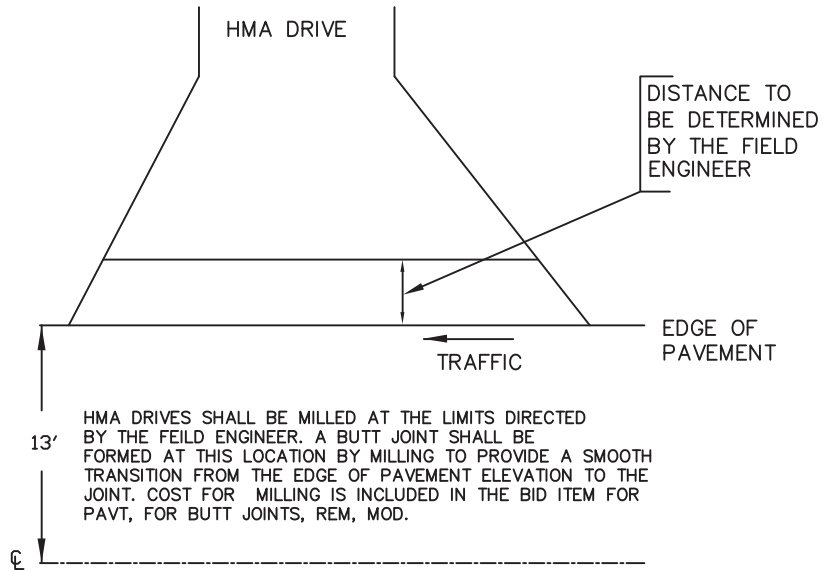 HMA DRIVE
DISTANCE TO
BE DETERMINED
BY THE FIELD
ENGINEER
EDGE OF
PAVEMENT
TRAFFIC
13'
HMA DRIVES SHALL BE MILLED AT THE LIMITS DIRECTED
BY THE FEILD ENGINEER. A BUTT JOINT SHALL BE
FORMED AT THIS LOCATION BY MILLING TO PROVIDE A SMOOTH
TRANSITION FROM THE EDGE OF PAVEMENT ELEVATION TO THE
JOINT. COST FOR  MILLING IS INCLUDED IN THE BID ITEM FOR
PAVT, FOR BUTT JOINTS, REM, MOD.
℄